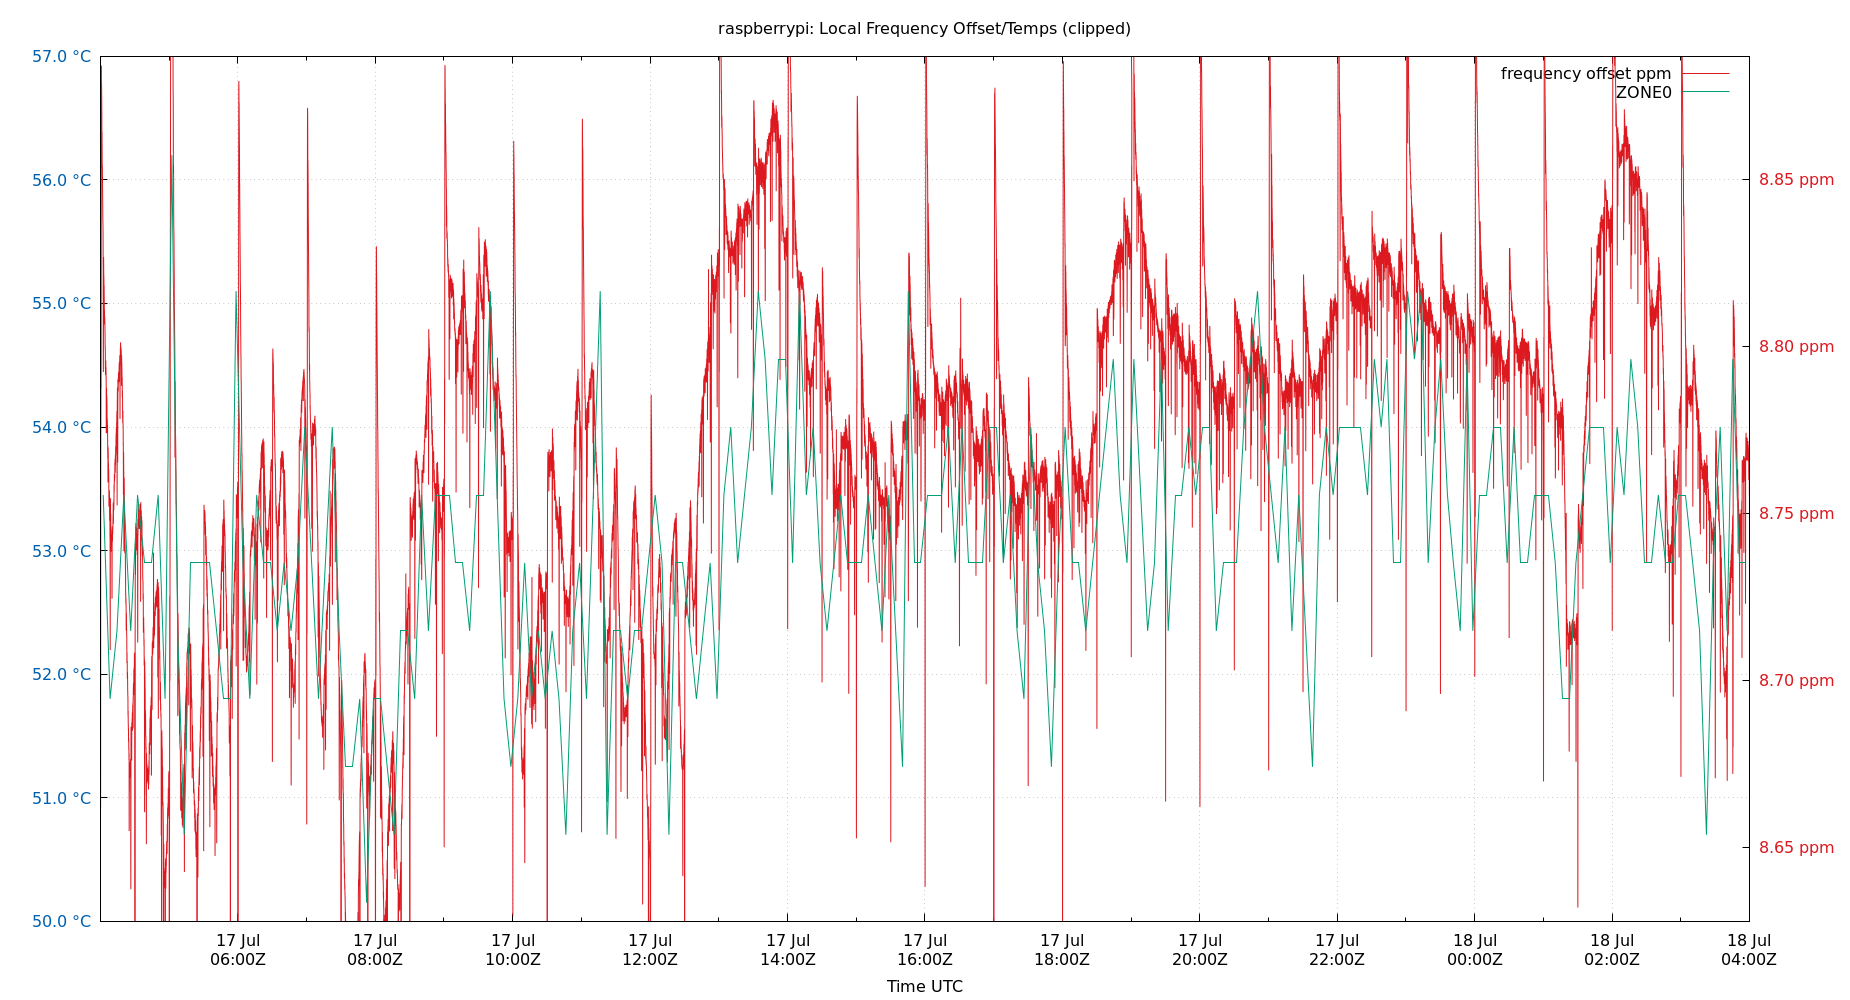 raspberrypi: Local Frequency Offset/Temps (clipped)
frequency offset ppm
ZONE0
57.0 °C
56.0 °C
55.0 °C
54.0 °C
53.0 °C
52.0 °C
51.0 °C
50.0 °C
8.85 ppm
8.80 ppm
8.75 ppm
8.70 ppm
8.65 ppm
17 Jul
06:00Z
17 Jul
08:00Z
17 Jul
10:00Z
17 Jul
12:00Z
17 Jul
14:00Z
17 Jul
16:00Z
17 Jul
18:00Z
17 Jul
20:00Z
17 Jul
22:00Z
18 Jul
00:00Z
18 Jul
02:00Z
18 Jul
04:00Z
Time UTC